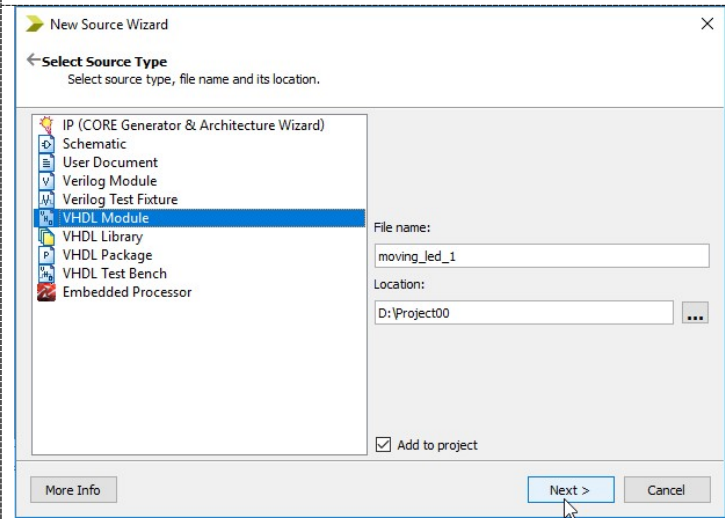 New Source Wizard
Select Source Type
Select source type, file name and its location.
IP (CORE Generator & Architecture Wizard)
Schematic
User Document
Verilog Module
Verilog Test Fixture
VHDL Module
VHDL Library
VHDL Package
VHDL Test Bench
Embedded Processor
File name:
moving_led_1
Location:
D:\Project00
...
Add to project
More Info
Next >
Cancel